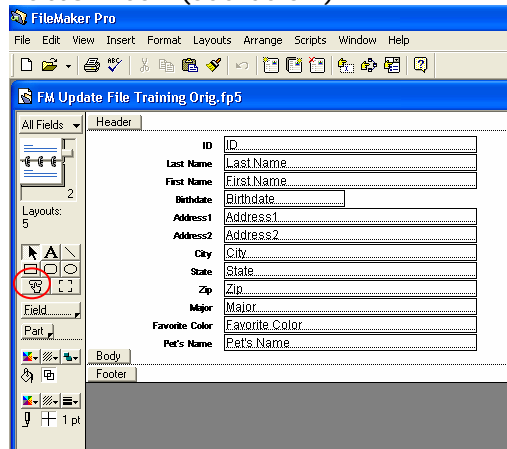 FileMaker Pro
File Edit View Insert Format Layouts Arrange Scripts Window Help
ABC
FM Update File Training Orig.fp5
All Fields
Header
2
Layouts:
5
A
Field
Part
1 pt
ID ID
Last Name Last Name
First Name First Name
Birthdate Birthdate
Address1 Address1
Address2 Address2
City City
State State
Zip Zip
Major Major
Favorite Color Favorite Color
Pet's Name Pet's Name
Body
Footer